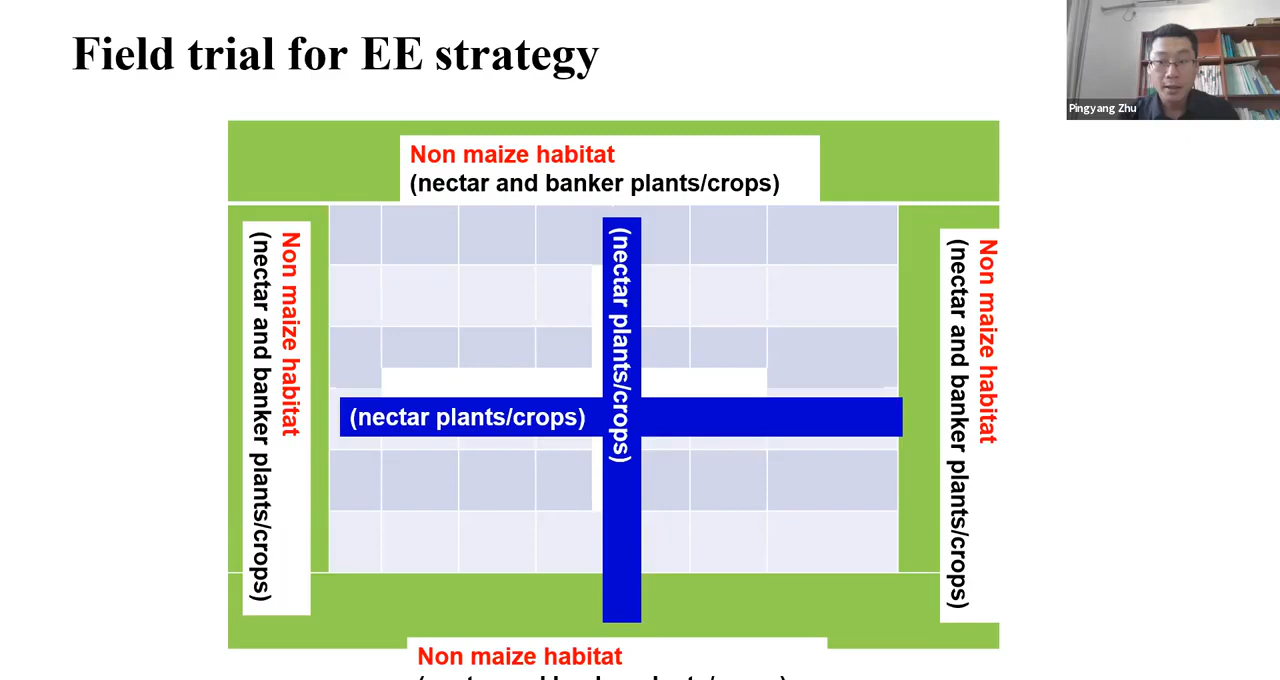 Field trial for EE strategy
Pingyang Zhu
Non maize habitat
(nectar and banker plants/crops)
Non maize habitat
(nectar and banker plants/crops)
(nectar plants/crops)
(nectar plants/crops)
Non maize habitat
(nectar and banker plants/crops)
Non maize habitat